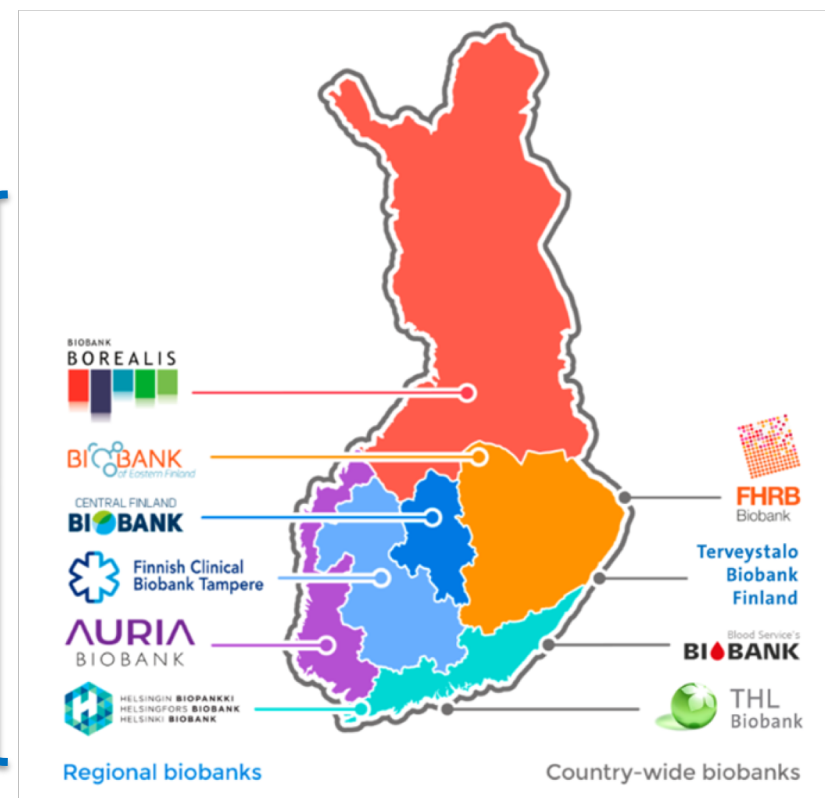 BIOBANK
BOREALIS
BIOBANK
of Eastern Finland
CENTRAL FINLAND
BIOBANK
Finnish Clinical
Biobank Tampere
AURIA
BIOBANK
HELSINGIN BIOPANKKI
HELSINGFORS BIOBANK
HELSINKI BIOBANK
Regional biobanks
FHRB
Biobank
Terveystalo
Biobank
Finland
Blood Service's
BIOBANK
THL
Biobank
Country-wide biobanks